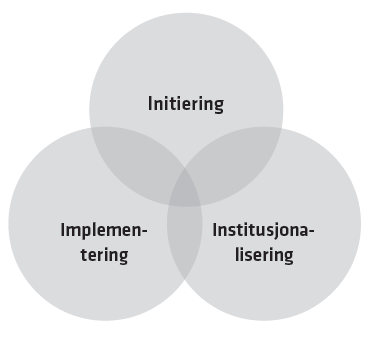 Initiering
Implemen-
tering
Institusjona-
lisering